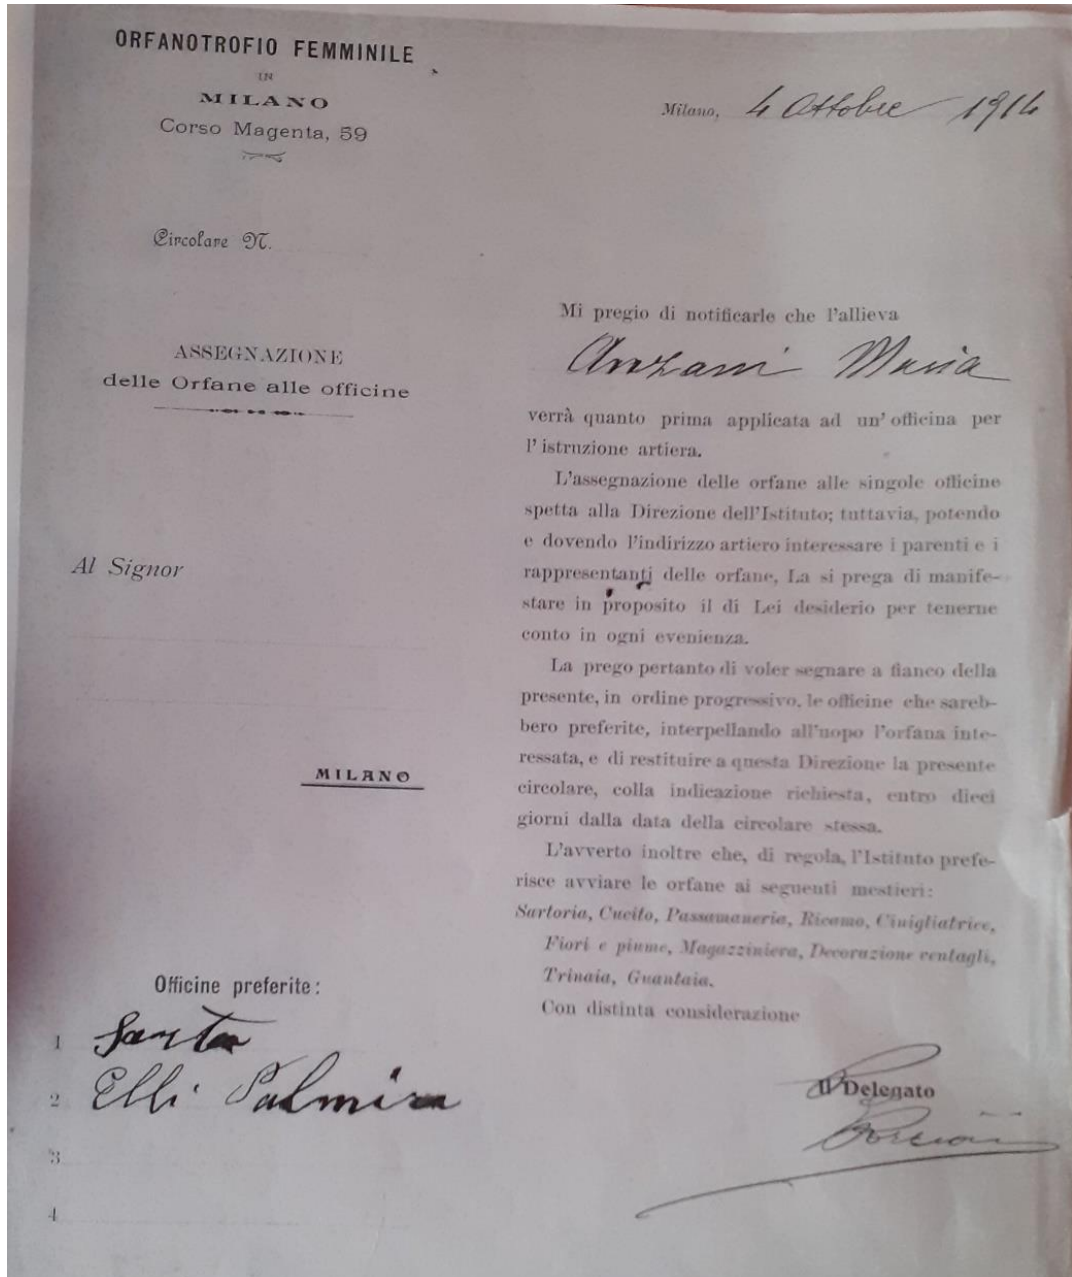 ORFANOTROFIO FEMMINILE
IN
MILANO
Corso Magenta, 59
Milano, 4 Ottobre 1914
Circolare N.
ASSEGNAZIONE
delle Orfane alle officine
Al Signor
MILANO
Mi pregio di notificarle che l'allieva
Anzani Maria
verrà quanto prima applicata ad un' officina per
l' istruzione artiera.
L'assegnazione delle orfane alle singole officine
spetta alla Direzione dell'Istituto; tuttavia, potendo
e dovendo l'indirizzo artiero interessare i parenti e i
rappresentanti delle orfane, La si prega di manife-
stare in proposito il di Lei desiderio per tenerne
conto in ogni evenienza.
La prego pertanto di voler segnare a fianco della
presente, in ordine progressivo, le officine che sareb-
bero preferite, interpellando all'uopo l'orfana inte-
ressata, e di restituire a questa Direzione la presente
circolare, colla indicazione richiesta, entro dieci
giorni dalla data della circolare stessa.
L'avverto inoltre che, di regola, l'Istituto prefe-
risce avviare le orfane ai seguenti mestieri:
Sartoria, Cucito, Passamaneria, Ricamo, Cinigliatrice,
Fiori e piume, Magazziniera, Decorazione ventagli,
Trinaia, Guantaia.
Con distinta considerazione
Il Delegato
Officine preferite:
1 Sarta
2 Elli Palmira
3
4